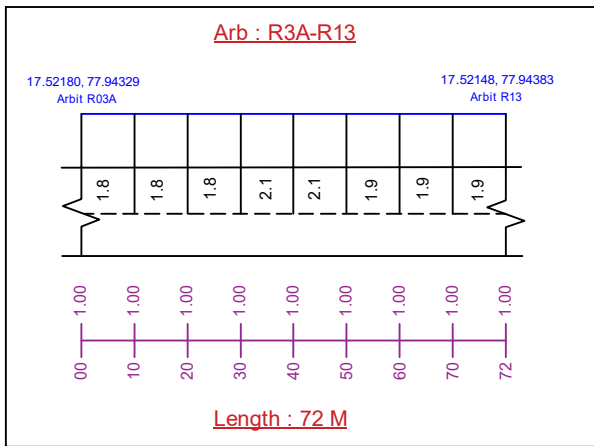 Arb : R3A-R13
17.52180, 77.94329
Arbit R03A
17.52148, 77.94383
Arbit R13
1.8 1.8 1.8 2.1 2.1 1.9 1.9 1.9
1.00 1.00 1.00 1.00 1.00 1.00 1.00 1.00 1.00
00 10 20 30 40 50 60 70 72
Length : 72 M